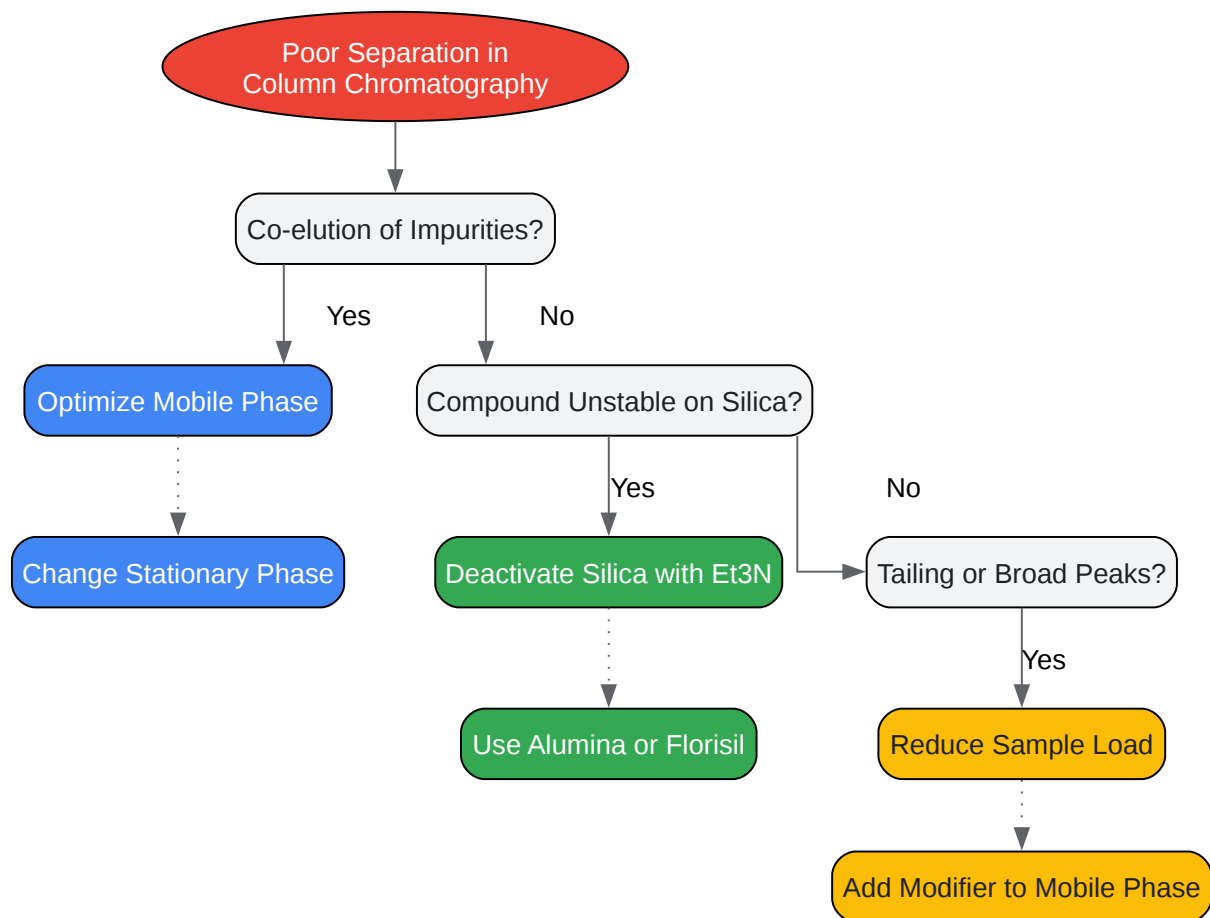 Poor Separation in
Column Chromatography
Co-elution of Impurities?
Yes
No
Optimize Mobile Phase
Compound Unstable on Silica?
Yes
No
Change Stationary Phase
Deactivate Silica with Et3N
Tailing or Broad Peaks?
Yes
Use Alumina or Florisil
Reduce Sample Load
Add Modifier to Mobile Phase